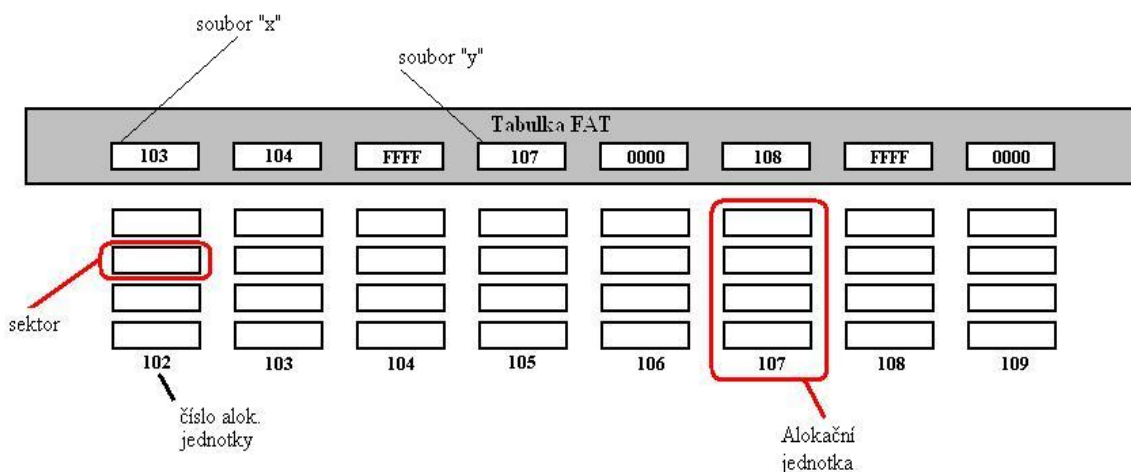 soubor "x"
soubor "y"
Tabulka FAT
103 104 FFFF 107 0000 108 FFFF 0000
sektor
102 103 104 105 106 107 108 109
číslo alok.
jednotky
Alokační
jednotka